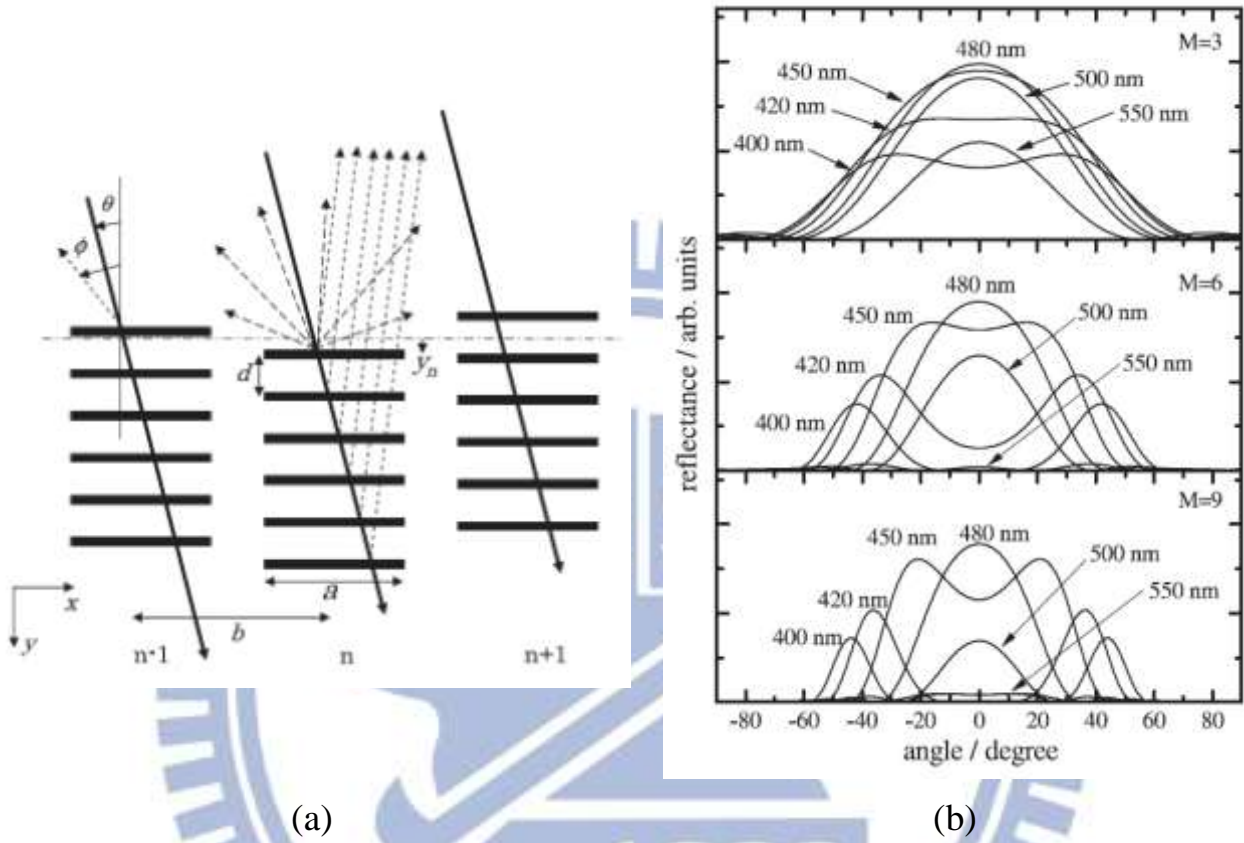 θ
ϕ
d
y_n
a
x
b
y
n-1
n
n+1
(a)
M=3
480 nm
450 nm
500 nm
420 nm
550 nm
400 nm
M=6
480 nm
450 nm
500 nm
420 nm
550 nm
400 nm
M=9
480 nm
450 nm
500 nm
550 nm
420 nm
400 nm
reflectance / arb. units
-80 -60 -40 -20 0 20 40 60 80
angle / degree
(b)